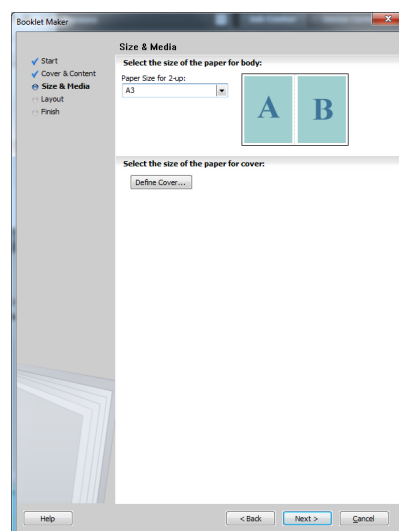 Booklet Maker
Size & Media
Start
Cover & Content
Size & Media
Layout
Finish
Select the size of the paper for body:
Paper Size for 2-up:
A3
A B
Select the size of the paper for cover:
Define Cover...
Help
< Back
Next >
Cancel